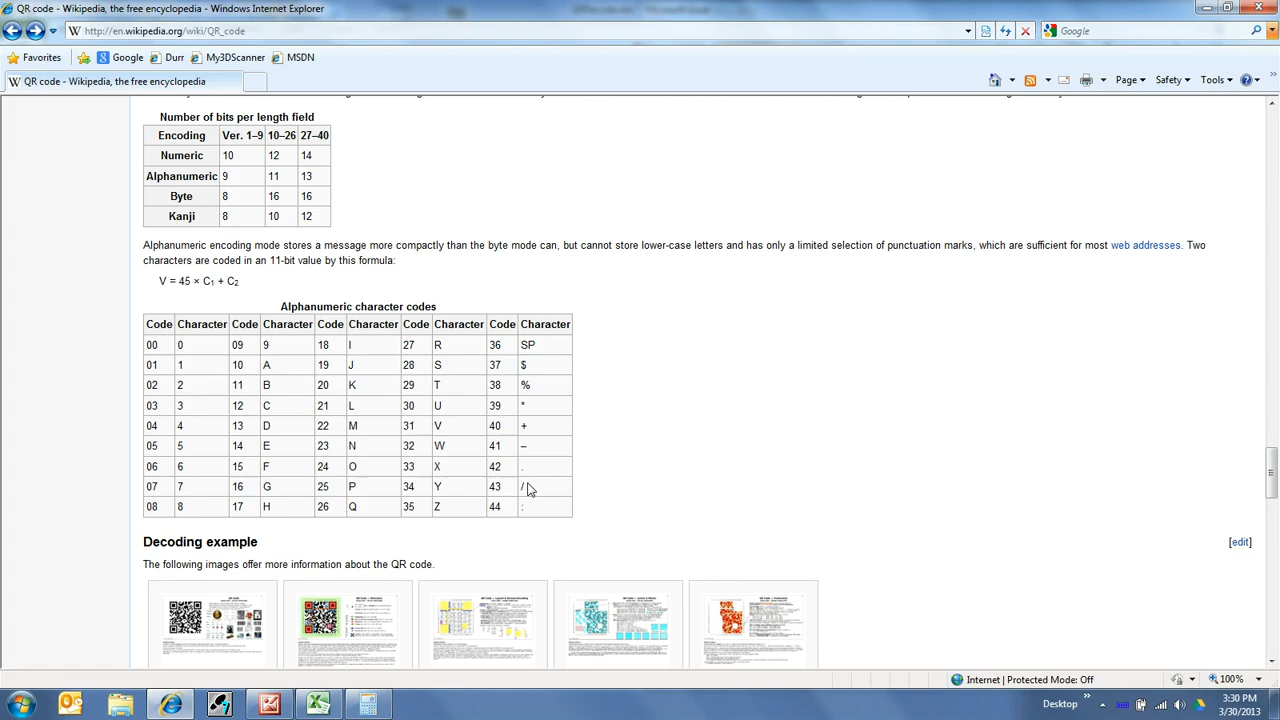 QR code - Wikipedia, the free encyclopedia - Windows Internet Explorer
http://en.wikipedia.org/wiki/QR_code
Google
Favorites Google Durr My3DScanner MSDN
QR code - Wikipedia, the free encyclopedia
Page Safety Tools
Number of bits per length field
Encoding Ver. 1–9 10–26 27–40
Numeric 10 12 14
Alphanumeric 9 11 13
Byte 8 16 16
Kanji 8 10 12
Alphanumeric encoding mode stores a message more compactly than the byte mode can, but cannot store lower-case letters and has only a limited selection of punctuation marks, which are sufficient for most web addresses. Two
characters are coded in an 11-bit value by this formula:
V = 45 × C1 + C2
Alphanumeric character codes
Code Character Code Character Code Character Code Character Code Character
00 0 09 9 18 I 27 R 36 SP
01 1 10 A 19 J 28 S 37 $
02 2 11 B 20 K 29 T 38 %
03 3 12 C 21 L 30 U 39 *
04 4 13 D 22 M 31 V 40 +
05 5 14 E 23 N 32 W 41 –
06 6 15 F 24 O 33 X 42 .
07 7 16 G 25 P 34 Y 43 /
08 8 17 H 26 Q 35 Z 44 :
Decoding example
[edit]
The following images offer more information about the QR code.
Internet | Protected Mode: Off
100%
Desktop
3:30 PM
3/30/2013